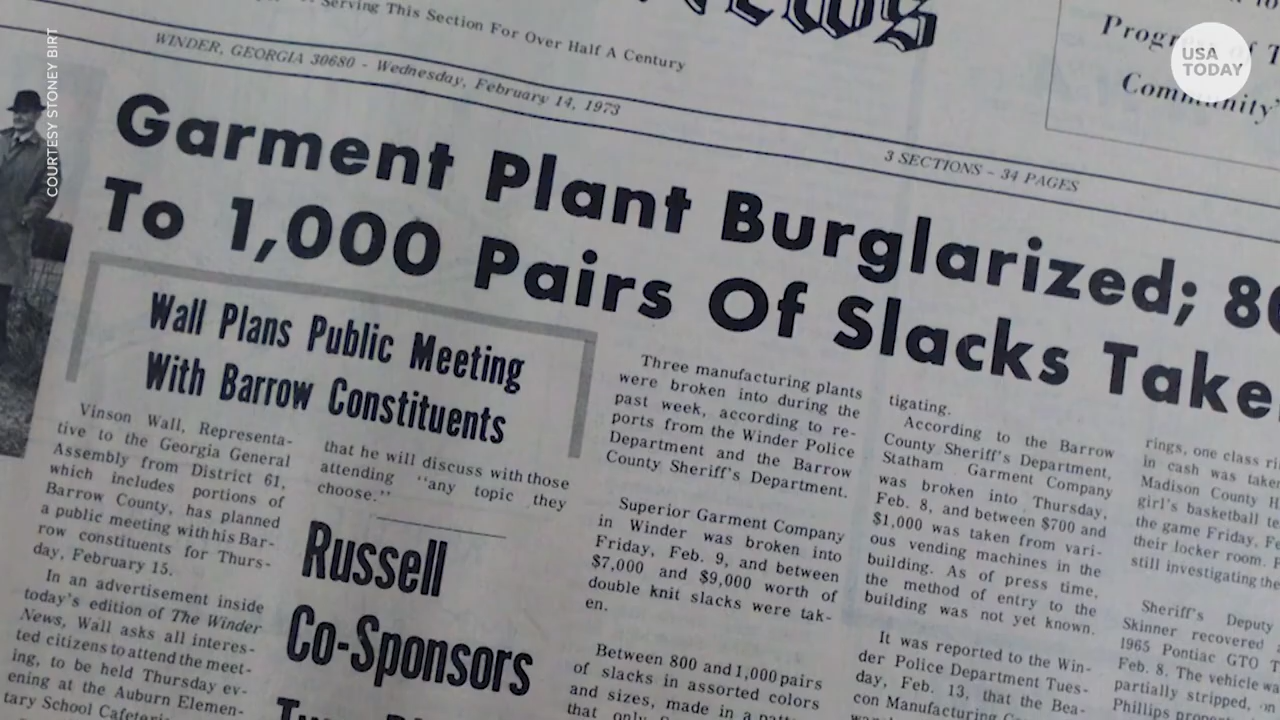 COURTESY STONEY BIRT
USA
TODAY
News
Serving This Section For Over Half A Century
Community
WINDER, GEORGIA 30680 - Wednesday, February 14, 1973
3 SECTIONS - 34 PAGES
Garment Plant Burglarized;
To 1,000 Pairs Of Slacks Take
Wall Plans Public Meeting
With Barrow Constituents
Vinson Wall, Representa-
tive to the Georgia General
Assembly from District 61,
which includes portions of
Barrow County, has planned
a public meeting with his Bar-
row constituents for Thurs-
day, February 15.
In an advertisement inside
today's edition of The Winder
News, Wall asks all interes-
ted citizens to attend the meet-
ing, to be held Thursday ev-
ening at the Auburn Elemen-
tary School
that he will discuss with those
attending "any topic they
choose."
Russell
Co-Sponsors
Three manufacturing plants
were broken into during the
past week, according to re-
ports from the Winder Police
Department and the Barrow
County Sheriff's Department.
Superior Garment Company
in Winder was broken into
Friday, Feb. 9, and between
$7,000 and $9,000 worth of
double knit slacks were tak-
en.
Between 800 and 1,000 pairs
of slacks in assorted colors
and sizes, made in a
that only
tigating.
According to the Barrow
County Sheriff's Department,
Statham Garment Company
was broken into Thursday,
Feb. 8, and between $700 and
$1,000 was taken from vari-
ous vending machines in the
building. As of press time,
the method of entry to the
building was not yet known.
It was reported to the Win-
der Police Department Tues-
day, Feb. 13, that the Bea-
con Manufacturing
rings, one class
in cash was taken
Madison County
girl's basketball
the game Friday,
their locker room.
still investigating the
Sheriff's Deputy
Skinner recovered
1965 Pontiac GTO
Feb. 8. The vehicle
partially stripped, on
Phillips